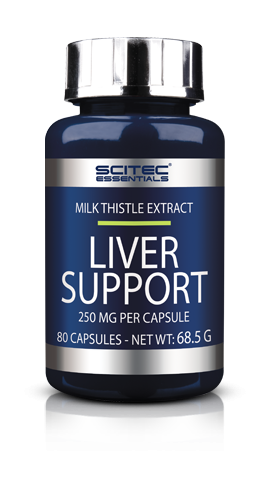 SCITEC
ESSENTIALS
MILK THISTLE EXTRACT
LIVER
SUPPORT
250 MG PER CAPSULE
80 CAPSULES - NET WT: 68.5 G